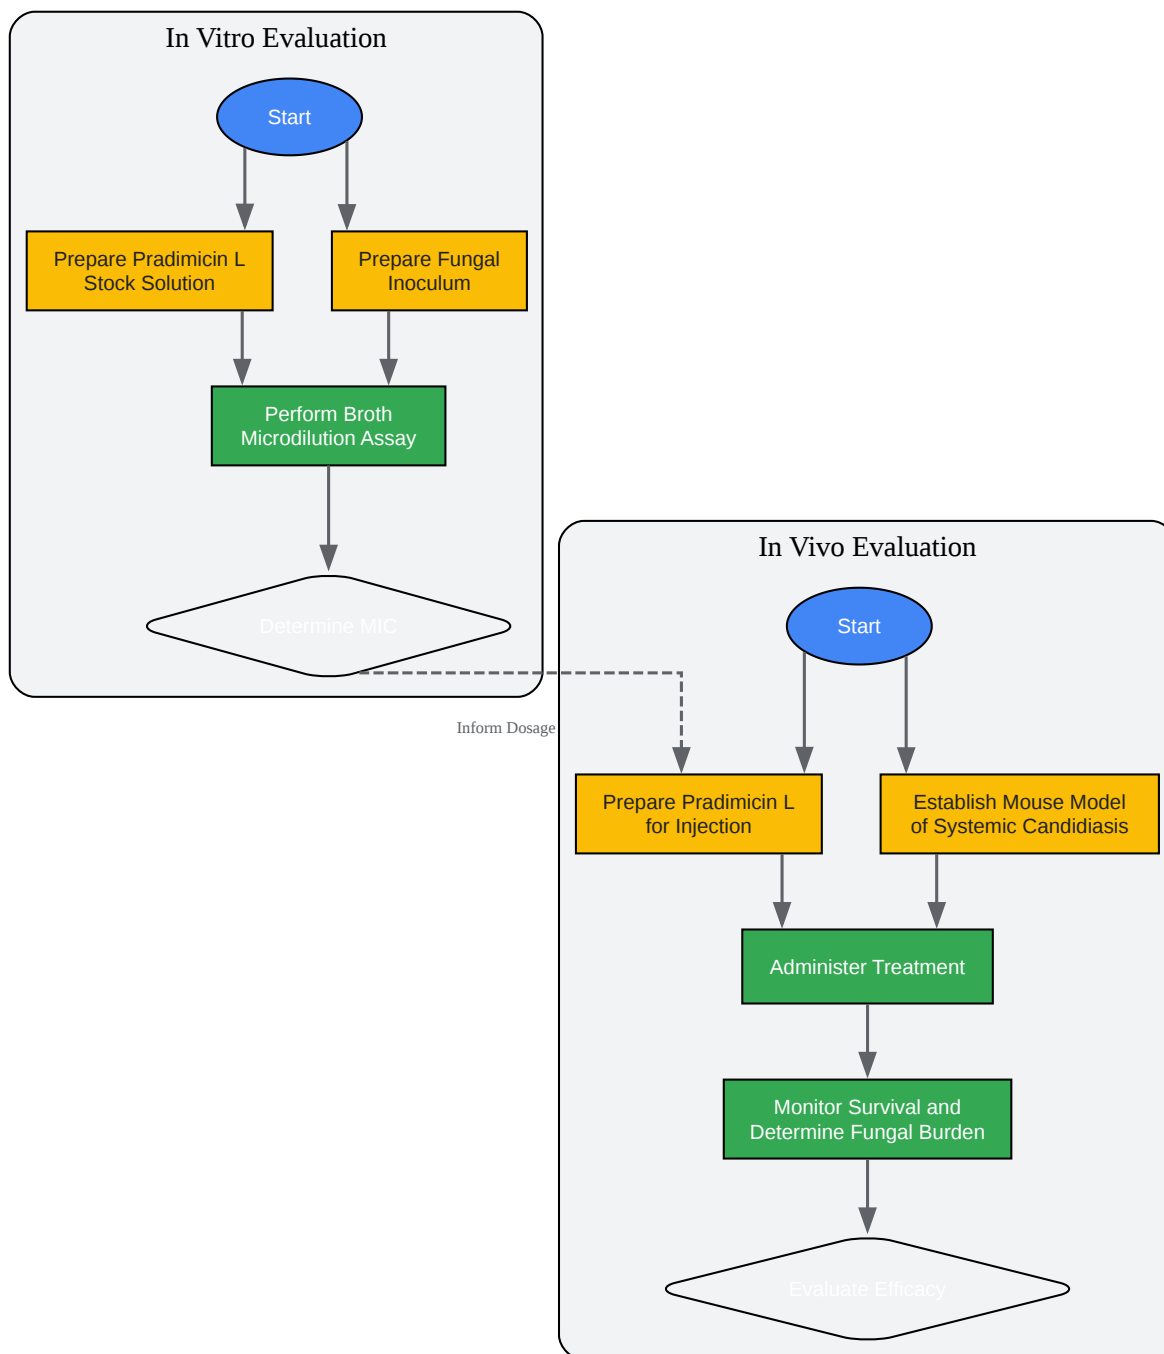 In Vitro Evaluation
Start
Prepare Pradimicin L
Stock Solution
Prepare Fungal
Inoculum
Perform Broth
Microdilution Assay
Determine MIC
Inform Dosage
In Vivo Evaluation
Start
Prepare Pradimicin L
for Injection
Establish Mouse Model
of Systemic Candidiasis
Administer Treatment
Monitor Survival and
Determine Fungal Burden
Evaluate Efficacy